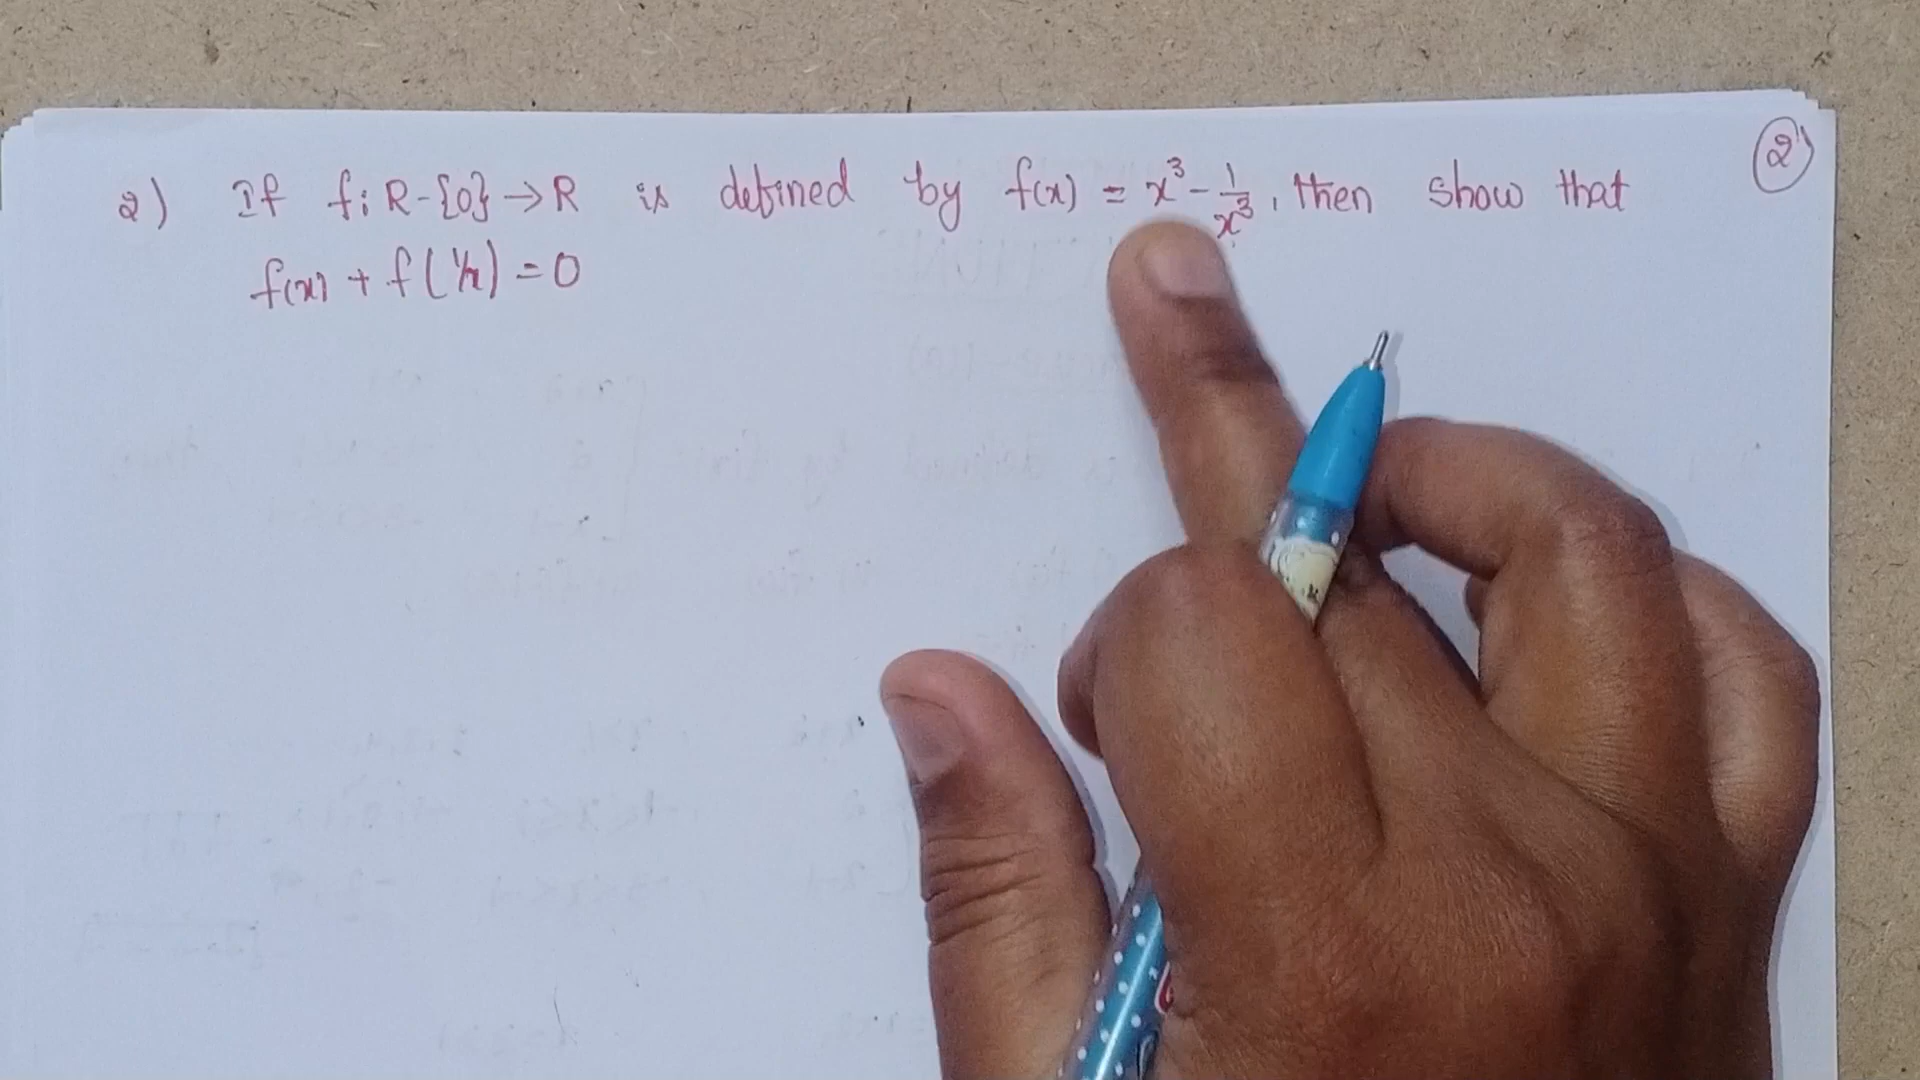 2
2) If f: R-{0} → R is defined by f(x) = x³ - 1/x³, then show that
f(x) + f(1/x) = 0